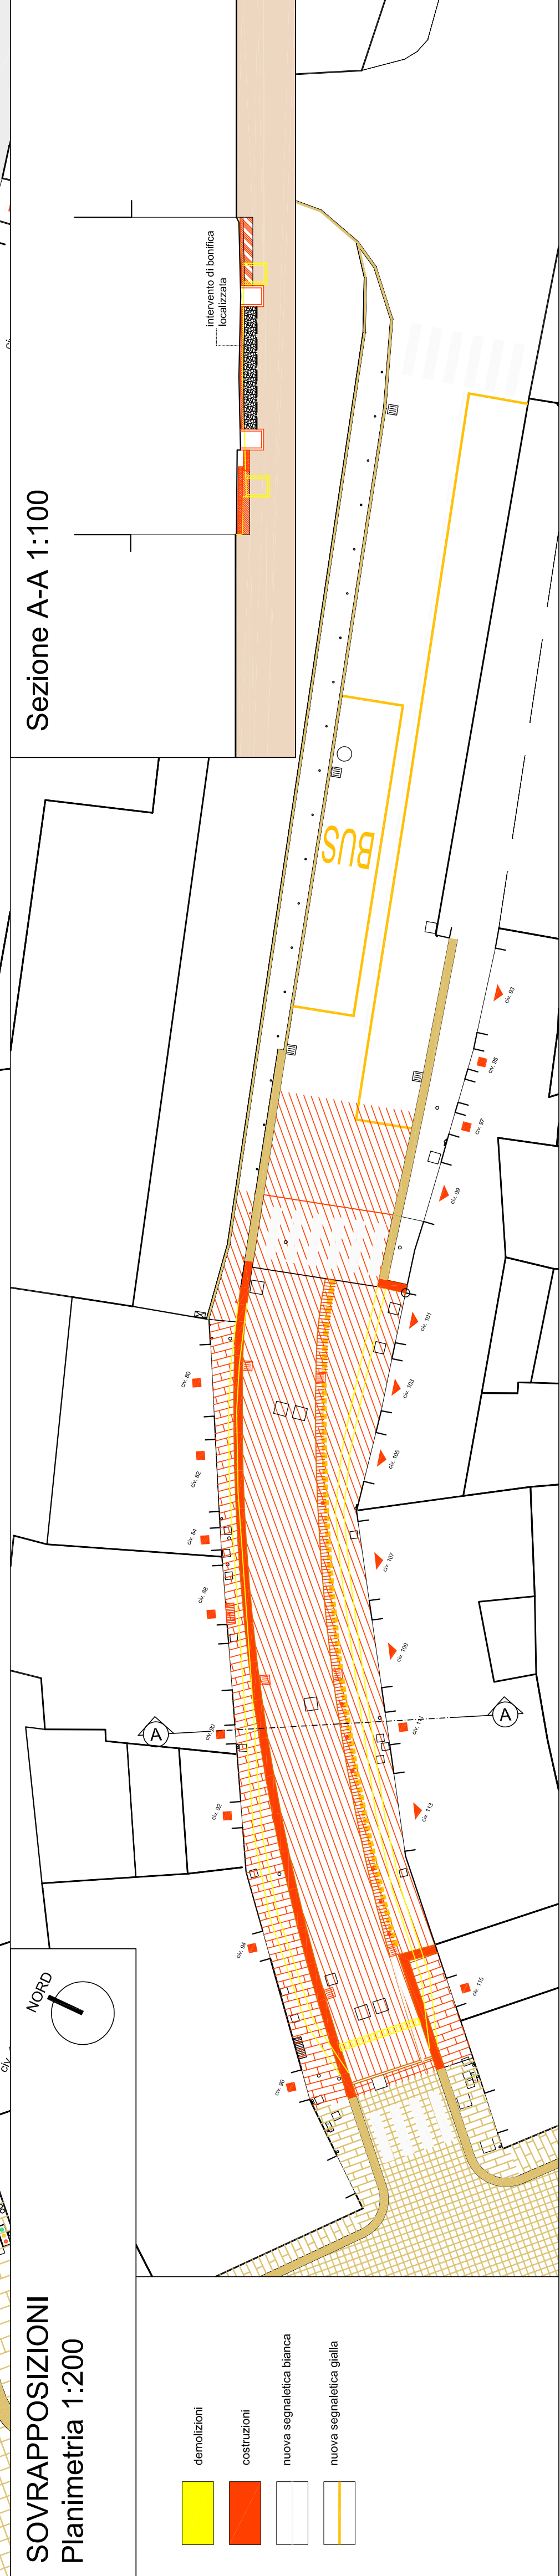 SOVRAPPOSIZIONI
Planimetria 1:200
NORD
Sezione A-A 1:100
intervento di bonifica
localizzata
demolizioni
costruzioni
nuova segnaletica bianca
nuova segnaletica gialla
BUS
A
A
civ. 80
civ. 82
civ. 84
civ. 88
civ. 90
civ. 92
civ. 94
civ. 96
civ. 93
civ. 95
civ. 97
civ. 99
civ. 101
civ. 103
civ. 105
civ. 107
civ. 109
civ. 113
civ. 115